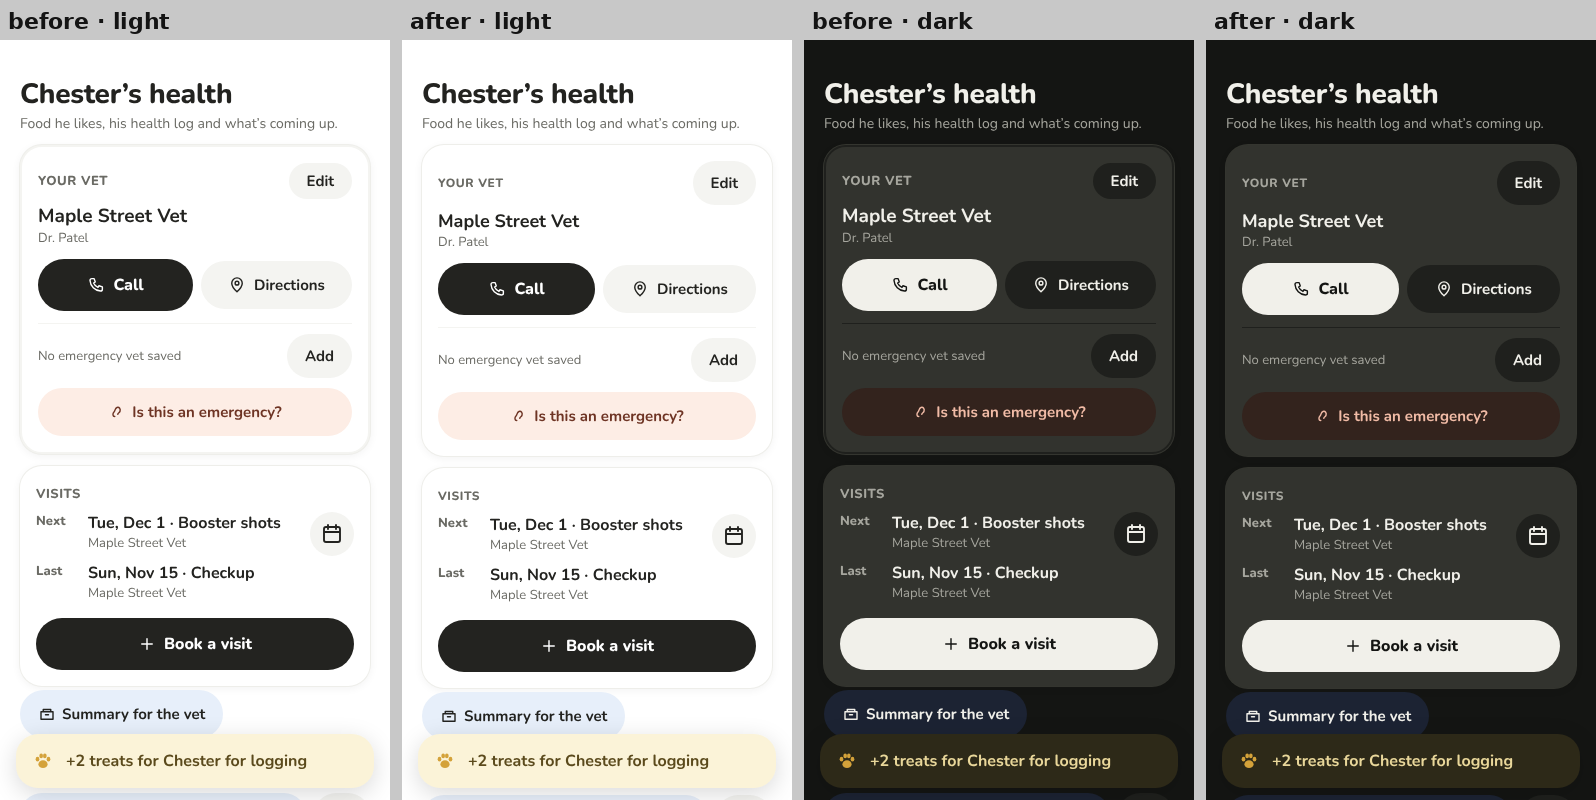 before · light
Chester’s health
Food he likes, his health log and what’s coming up.
YOUR VET
Edit
Maple Street Vet
Dr. Patel
Call
Directions
No emergency vet saved
Add
Is this an emergency?
VISITS
Next
Tue, Dec 1 · Booster shots
Maple Street Vet
Last
Sun, Nov 15 · Checkup
Maple Street Vet
Book a visit
Summary for the vet
+2 treats for Chester for logging
after · light
Chester’s health
Food he likes, his health log and what’s coming up.
YOUR VET
Edit
Maple Street Vet
Dr. Patel
Call
Directions
No emergency vet saved
Add
Is this an emergency?
VISITS
Next
Tue, Dec 1 · Booster shots
Maple Street Vet
Last
Sun, Nov 15 · Checkup
Maple Street Vet
Book a visit
Summary for the vet
+2 treats for Chester for logging
before · dark
Chester’s health
Food he likes, his health log and what’s coming up.
YOUR VET
Edit
Maple Street Vet
Dr. Patel
Call
Directions
No emergency vet saved
Add
Is this an emergency?
VISITS
Next
Tue, Dec 1 · Booster shots
Maple Street Vet
Last
Sun, Nov 15 · Checkup
Maple Street Vet
Book a visit
Summary for the vet
+2 treats for Chester for logging
after · dark
Chester’s health
Food he likes, his health log and what’s coming up.
YOUR VET
Edit
Maple Street Vet
Dr. Patel
Call
Directions
No emergency vet saved
Add
Is this an emergency?
VISITS
Next
Tue, Dec 1 · Booster shots
Maple Street Vet
Last
Sun, Nov 15 · Checkup
Maple Street Vet
Book a visit
Summary for the vet
+2 treats for Chester for logging